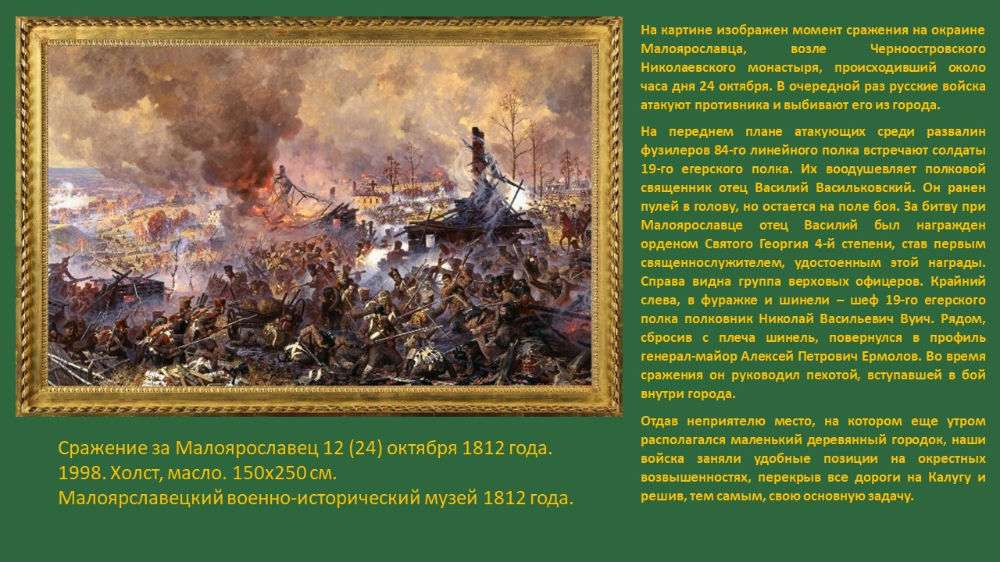 На картине изображен момент сражения на окраине
Малоярославца, возле Черноостровского
Николаевского монастыря, происходивший около
часа дня 24 октября. В очередной раз русские войска
атакуют противника и выбивают его из города.
На переднем плане атакующих среди развалин
фузилеров 84-го линейного полка встречают солдаты
19-го егерского полка. Их воодушевляет полковой
священник отец Василий Васильковский. Он ранен
пулей в голову, но остается на поле боя. За битву при
Малоярославце отец Василий был награжден
орденом Святого Георгия 4-й степени, став первым
священнослужителем, удостоенным этой награды.
Справа видна группа верховых офицеров. Крайний
слева, в фуражке и шинели – шеф 19-го егерского
полка полковник Николай Васильевич Вуич. Рядом,
сбросив с плеча шинель, повернулся в профиль
генерал-майор Алексей Петрович Ермолов. Во время
сражения он руководил пехотой, вступавшей в бой
внутри города.
Отдав неприятелю место, на котором еще утром
располагался маленький деревянный городок, наши
войска заняли удобные позиции на окрестных
возвышенностях, перекрыв все дороги на Калугу и
решив, тем самым, свою основную задачу.
Сражение за Малоярославец 12 (24) октября 1812 года.
1998. Холст, масло. 150х250 см.
Малоярславецкий военно-исторический музей 1812 года.